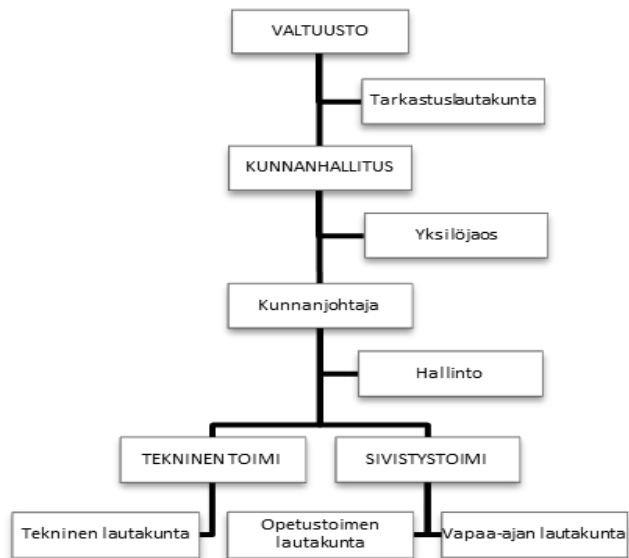 VALTUUSTO
Tarkastuslautakunta
KUNNANHALLITUS
Yksilöjaos
Kunnanjohtaja
Hallinto
TEKNINEN TOIMI
SIVISTYSTOIMI
Tekninen lautakunta
Opetustoimen
lautakunta
Vapaa-ajan lautakunta